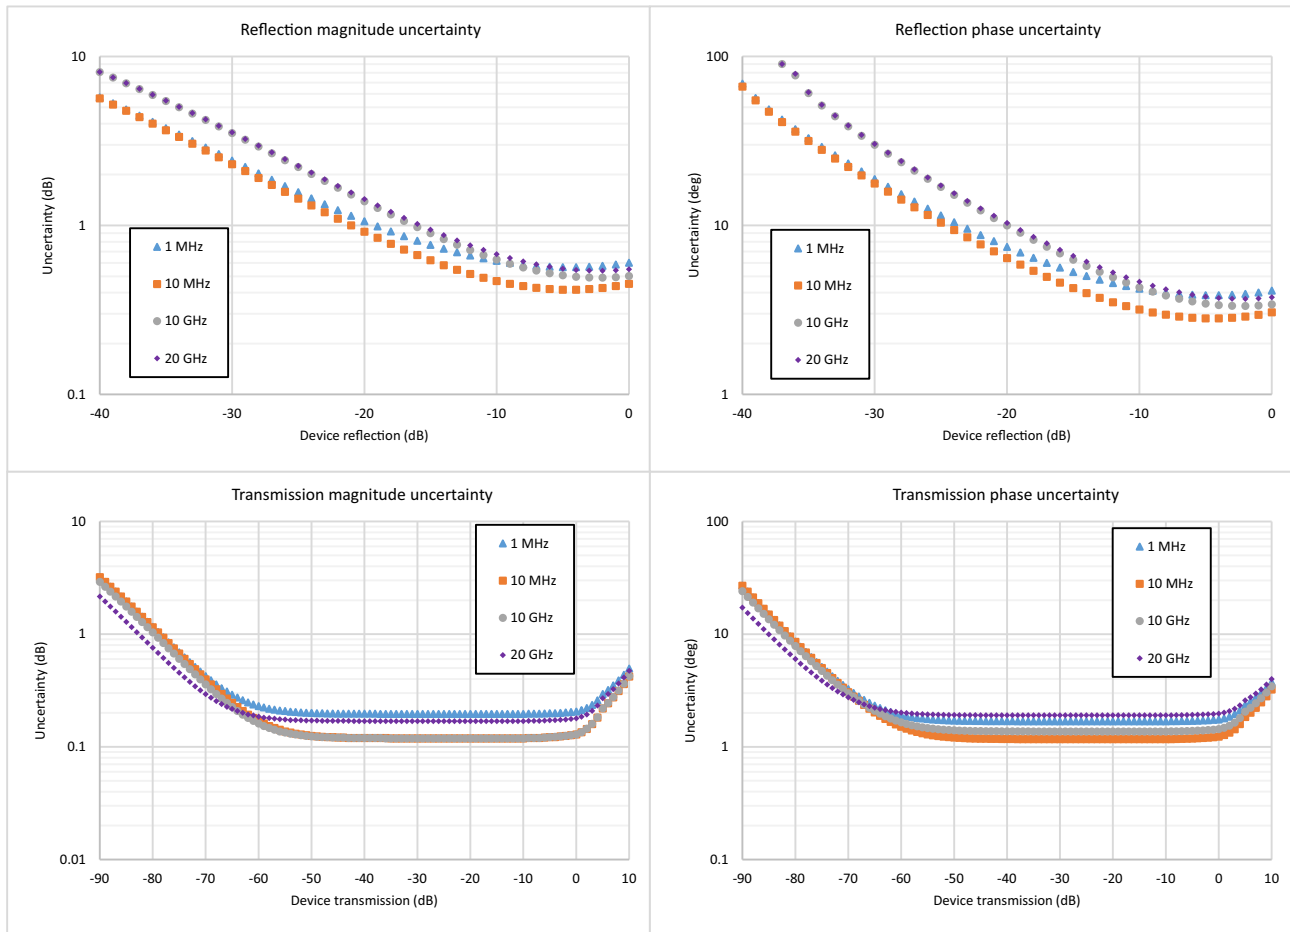 Reflection magnitude uncertainty
10
1
0.1
Uncertainty (dB)
1 MHz
10 MHz
10 GHz
20 GHz
-40 -30 -20 -10 0
Device reflection (dB)
Reflection phase uncertainty
100
10
1
Uncertainty (deg)
1 MHz
10 MHz
10 GHz
20 GHz
-40 -30 -20 -10 0
Device reflection (dB)
Transmission magnitude uncertainty
10
1
0.1
0.01
Uncertainty (dB)
1 MHz
10 MHz
10 GHz
20 GHz
-90 -80 -70 -60 -50 -40 -30 -20 -10 0 10
Device transmission (dB)
Transmission phase uncertainty
100
10
1
0.1
Uncertainty (deg)
1 MHz
10 MHz
10 GHz
20 GHz
-90 -80 -70 -60 -50 -40 -30 -20 -10 0 10
Device transmission (dB)